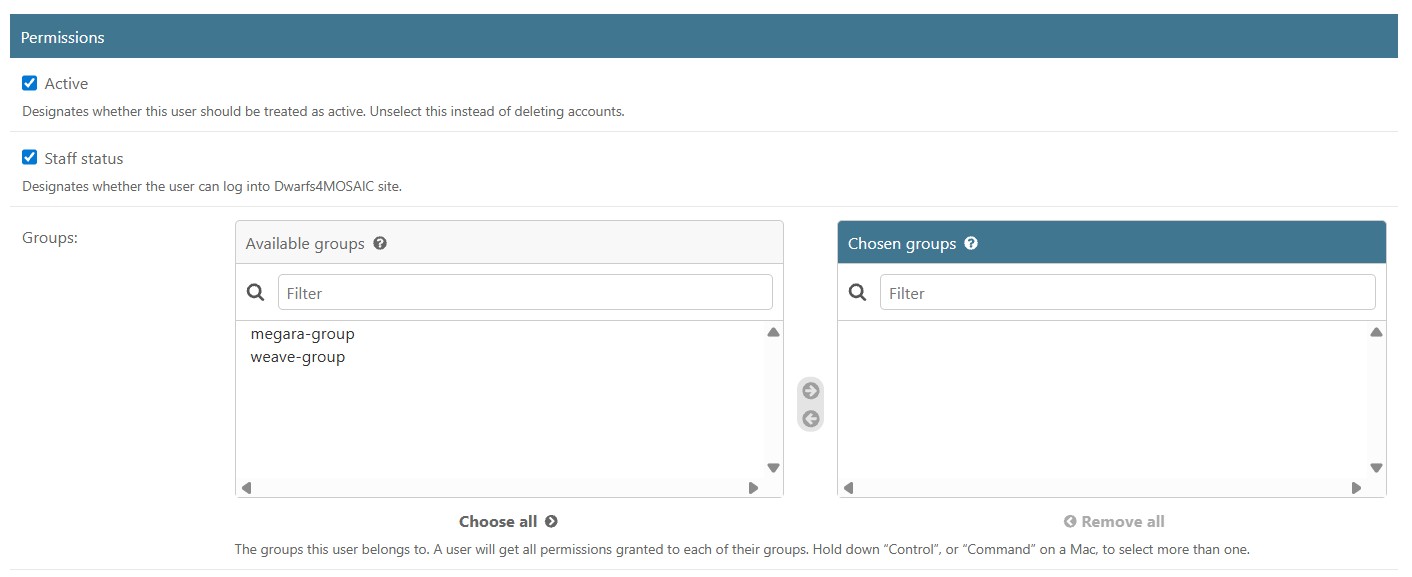 Permissions
Active
Designates whether this user should be treated as active. Unselect this instead of deleting accounts.
Staff status
Designates whether the user can log into Dwarfs4MOSAIC site.
Groups:
Available groups ?
Chosen groups ?
Filter
Filter
megara-group
weave-group
Choose all
Remove all
The groups this user belongs to. A user will get all permissions granted to each of their groups. Hold down “Control”, or “Command” on a Mac, to select more than one.